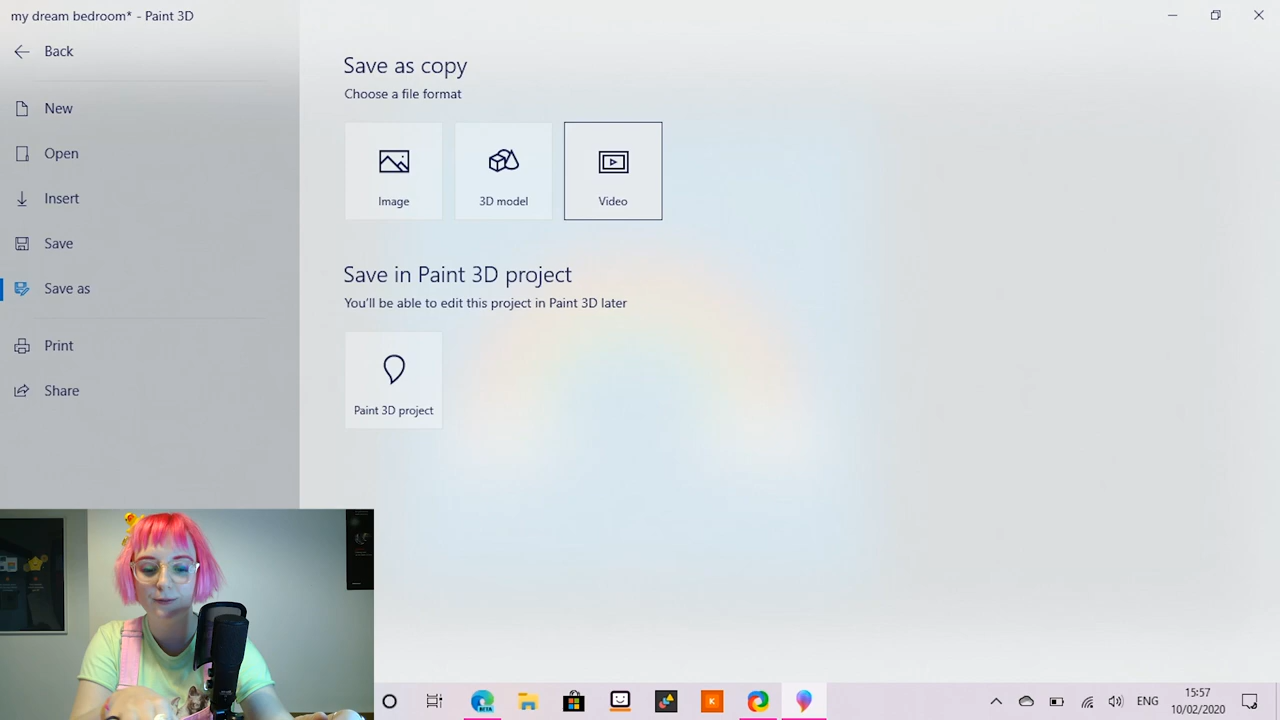 my dream bedroom* - Paint 3D
Back
New
Open
Insert
Save
Save as
Print
Share
Save as copy
Choose a file format
Image
3D model
Video
Save in Paint 3D project
You'll be able to edit this project in Paint 3D later
Paint 3D project
BETA
K
ENG
15:57
10/02/2020